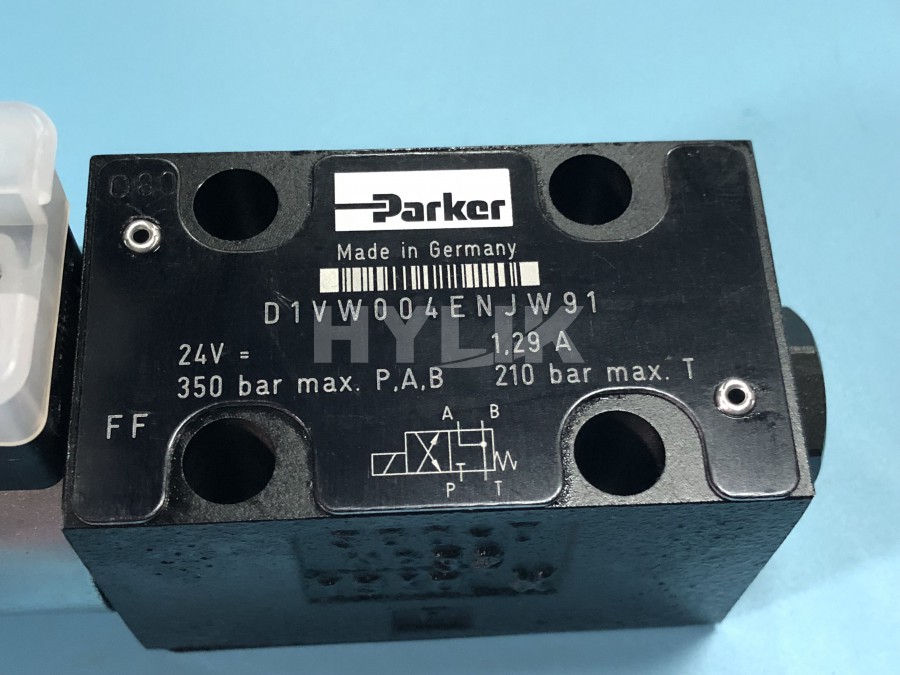 Parker
Made in Germany
D1VW004ENJW91
HYLIK
24V = 1,29 A
350 bar max. P,A,B 210 bar max. T
FF
A B
P T